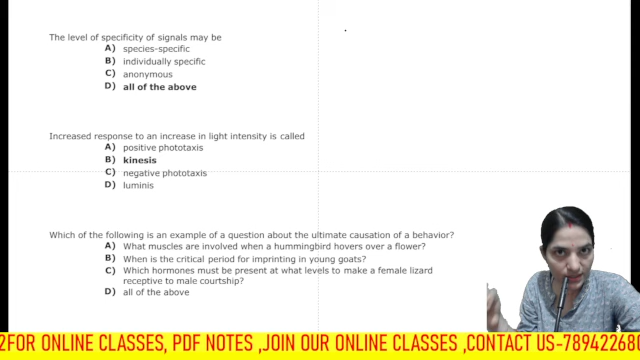 The level of specificity of signals may be
A) species-specific
B) individually specific
C) anonymous
D) all of the above
Increased response to an increase in light intensity is called
A) positive phototaxis
B) kinesis
C) negative phototaxis
D) luminis
Which of the following is an example of a question about the ultimate causation of a behavior?
A) What muscles are involved when a hummingbird hovers over a flower?
B) When is the critical period for imprinting in young goats?
C) Which hormones must be present at what levels to make a female lizard
receptive to male courtship?
D) all of the above
2FOR ONLINE CLASSES, PDF NOTES ,JOIN OUR ONLINE CLASSES ,CONTACT US-78942268